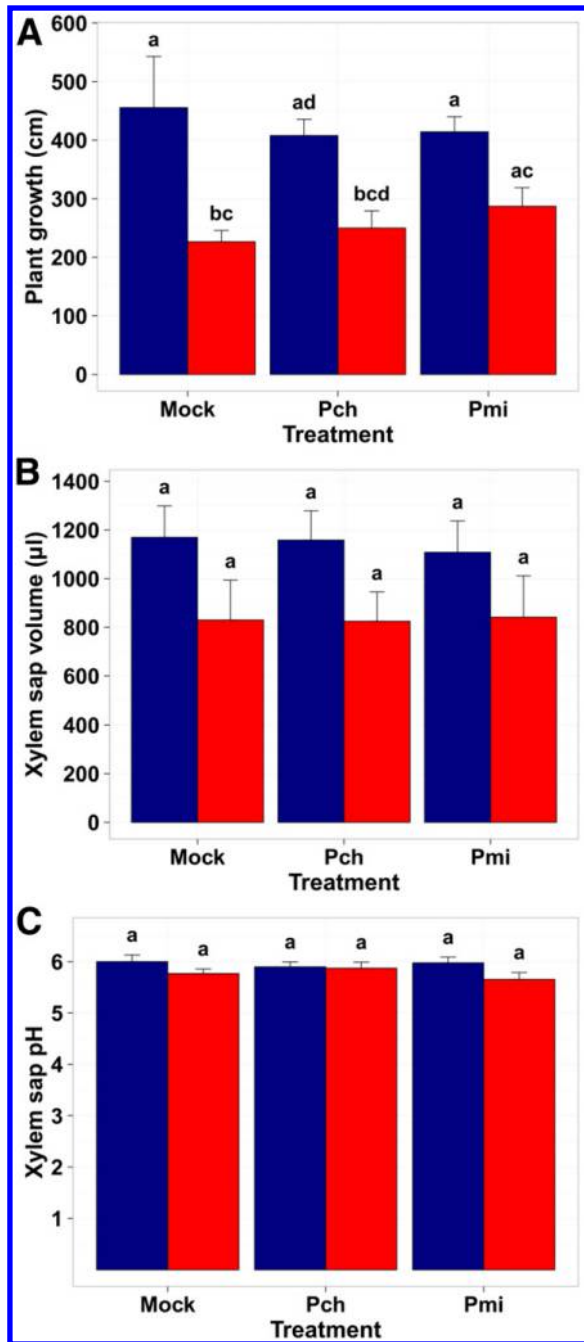 A
Plant growth (cm)
600
500
400
300
200
100
0
a
bc
ad
bcd
a
ac
Mock Pch Pmi
Treatment
B
Xylem sap volume (µl)
1400
1200
1000
800
600
400
200
0
a
a
a
a
a
a
Mock Pch Pmi
Treatment
C
Xylem sap pH
6
5
4
3
2
1
a
a
a
a
a
a
Mock Pch Pmi
Treatment